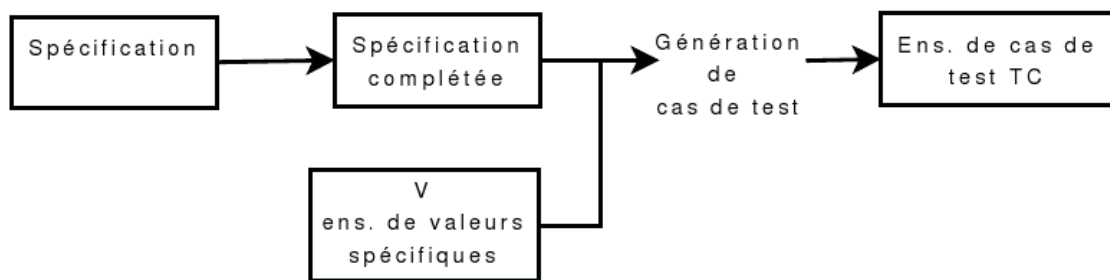 Spécification
Spécification
complétée
Génération
de
cas de test
Ens. de cas de
test TC
V
ens. de valeurs
spécifiques